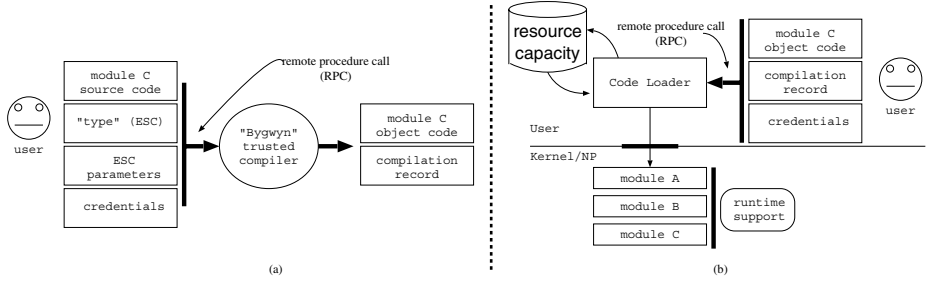 remote procedure call
(RPC)
module C
source code
"type" (ESC)
ESC
parameters
credentials
user
"Bygwyn"
trusted
compiler
module C
object code
compilation
record
(a)
resource
capacity
remote procedure call
(RPC)
Code Loader
module C
object code
compilation
record
credentials
user
User
Kernel/NP
module A
module B
module C
runtime
support
(b)